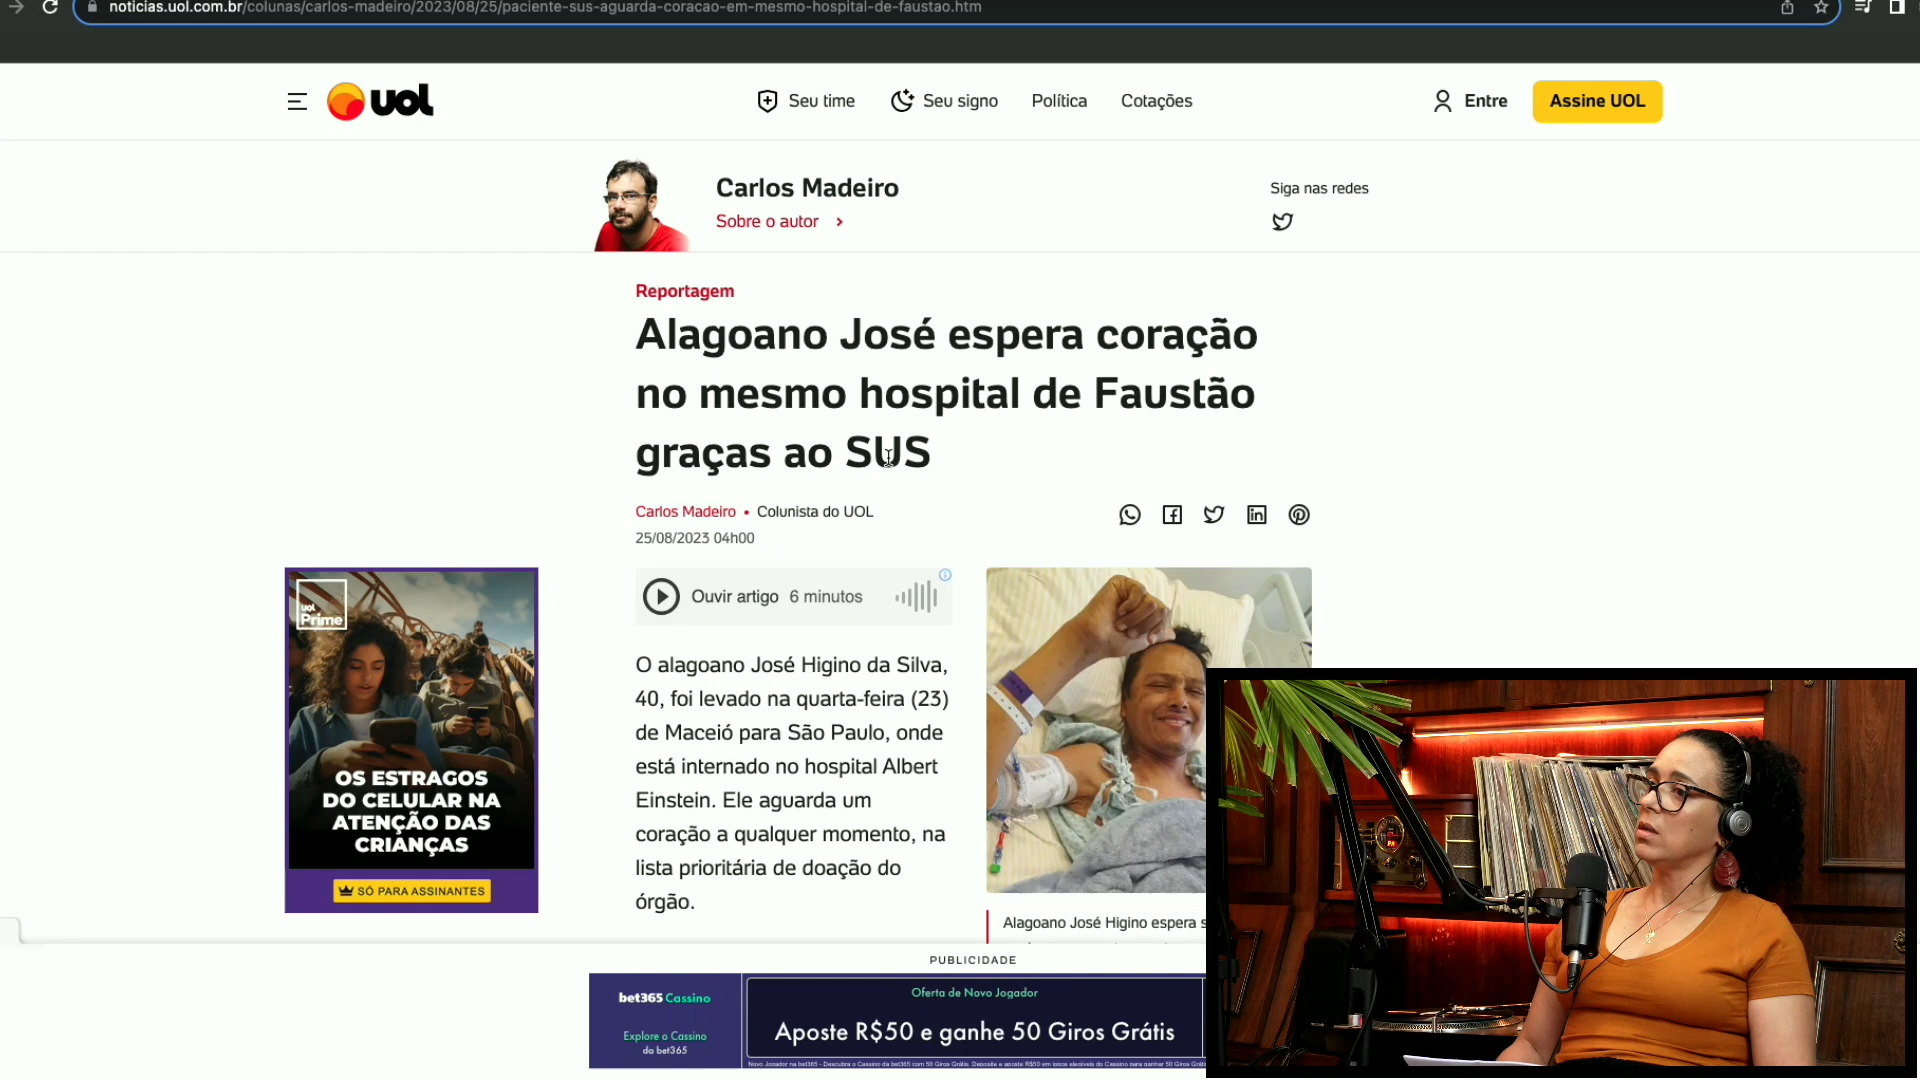 noticias.uol.com.br/colunas/carlos-madeiro/2023/08/25/paciente-sus-aguarda-coracao-em-mesmo-hospital-de-faustao.htm
uol
Seu time
Seu signo
Política
Cotações
Entre
Assine UOL
Carlos Madeiro
Sobre o autor
Siga nas redes
Reportagem
Alagoano José espera coração
no mesmo hospital de Faustão
graças ao SUS
Carlos Madeiro • Colunista do UOL
25/08/2023 04h00
Ouvir artigo 6 minutos
O alagoano José Higino da Silva,
40, foi levado na quarta-feira (23)
de Maceió para São Paulo, onde
está internado no hospital Albert
Einstein. Ele aguarda um
coração a qualquer momento, na
lista prioritária de doação do
órgão.
uol
Prime
OS ESTRAGOS
DO CELULAR NA
ATENÇÃO DAS
CRIANÇAS
SÓ PARA ASSINANTES
Alagoano José Higino espera s
PUBLICIDADE
bet365 Cassino
Explore o Cassino
da bet365
Oferta de Novo Jogador
Aposte R$50 e ganhe 50 Giros Grátis